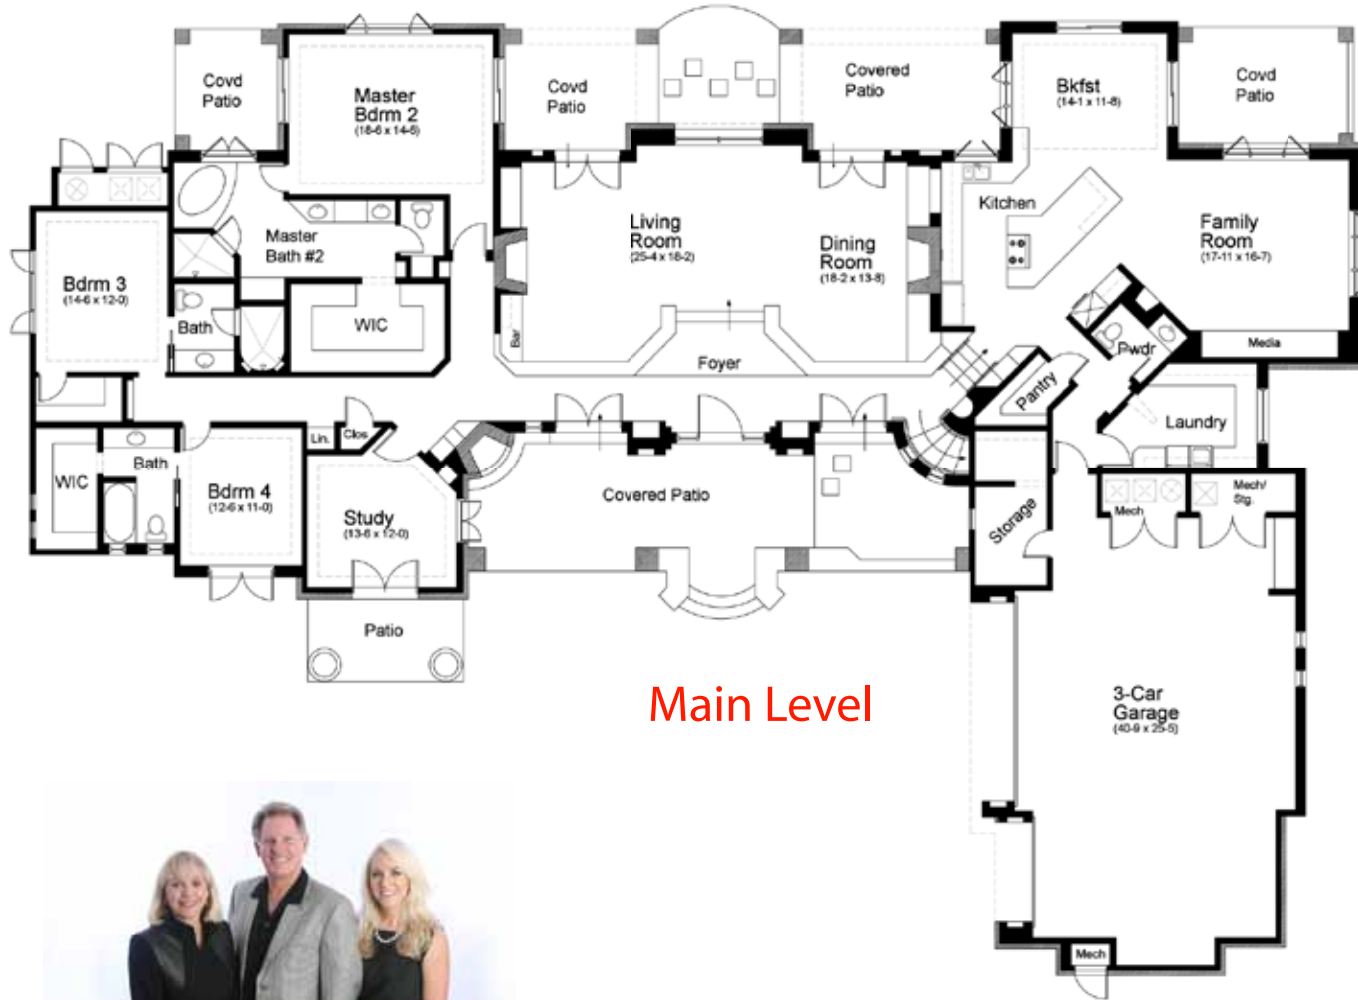 Covd
Patio
Master
Bdrm 2
(18-6 x 14-6)
Covd
Patio
Covered
Patio
Bkfst
(14-1 x 11-8)
Covd
Patio
Bdrm 3
(14-6 x 12-0)
Master
Bath #2
Bath
WIC
Living
Room
(25-4 x 18-2)
Dining
Room
(18-2 x 13-8)
Kitchen
Family
Room
(17-11 x 16-7)
Bar
Foyer
Media
Pwdr
Pantry
Laundry
WIC
Bath
Bdrm 4
(12-6 x 11-0)
Lin.
Clos
Study
(13-6 x 12-0)
Covered Patio
Storage
Mech
Mech/
Stg.
Patio
Main Level
3-Car
Garage
(40-9 x 25-5)
Mech